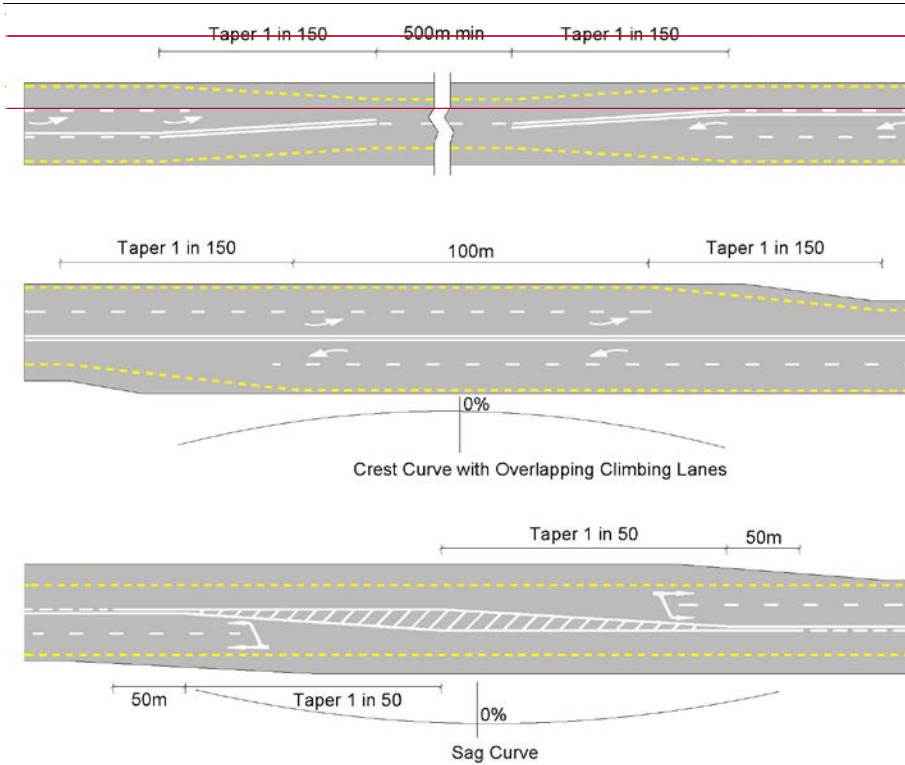 Taper 1 in 150 500m min Taper 1 in 150
Taper 1 in 150 100m Taper 1 in 150
0%
Crest Curve with Overlapping Climbing Lanes
Taper 1 in 50 50m
50m Taper 1 in 50
0%
Sag Curve